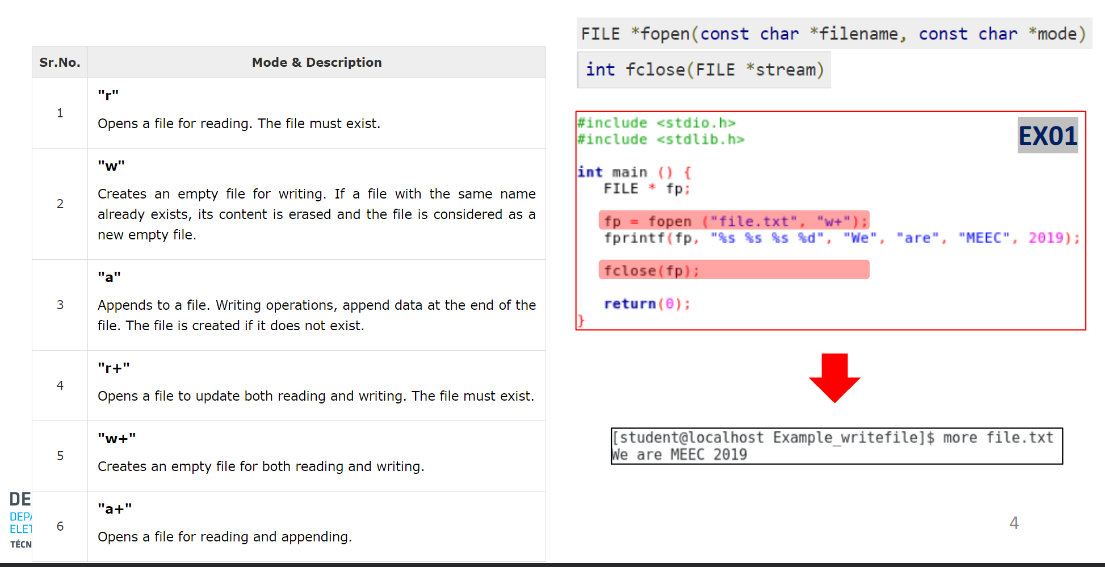 Sr.No. Mode & Description
1
"r"
Opens a file for reading. The file must exist.
2
"w"
Creates an empty file for writing. If a file with the same name
already exists, its content is erased and the file is considered as a
new empty file.
3
"a"
Appends to a file. Writing operations, append data at the end of the
file. The file is created if it does not exist.
4
"r+"
Opens a file to update both reading and writing. The file must exist.
5
"w+"
Creates an empty file for both reading and writing.
6
"a+"
Opens a file for reading and appending.
DE
DEPA
ELET
TÉCN
FILE *fopen(const char *filename, const char *mode)
int fclose(FILE *stream)
EX01
#include <stdio.h>
#include <stdlib.h>
int main () {
FILE * fp;
fp = fopen ("file.txt", "w+");
fprintf(fp, "%s %s %s %d", "We", "are", "MEEC", 2019);
fclose(fp);
return(0);
}
[student@localhost Example_writefile]$ more file.txt
We are MEEC 2019
4